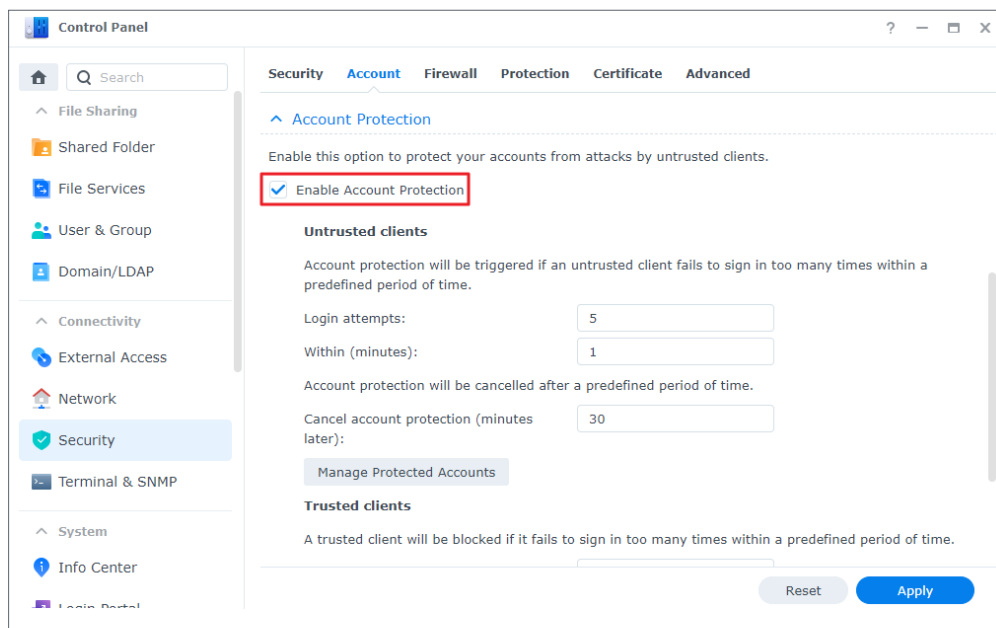 Control Panel
?
Search
File Sharing
Shared Folder
File Services
User & Group
Domain/LDAP
Connectivity
External Access
Network
Security
Terminal & SNMP
System
Info Center
Login Portal
Security Account Firewall Protection Certificate Advanced
Account Protection
Enable this option to protect your accounts from attacks by untrusted clients.
Enable Account Protection
Untrusted clients
Account protection will be triggered if an untrusted client fails to sign in too many times within a
predefined period of time.
Login attempts: 5
Within (minutes): 1
Account protection will be cancelled after a predefined period of time.
Cancel account protection (minutes 30
later):
Manage Protected Accounts
Trusted clients
A trusted client will be blocked if it fails to sign in too many times within a predefined period of time.
Reset Apply